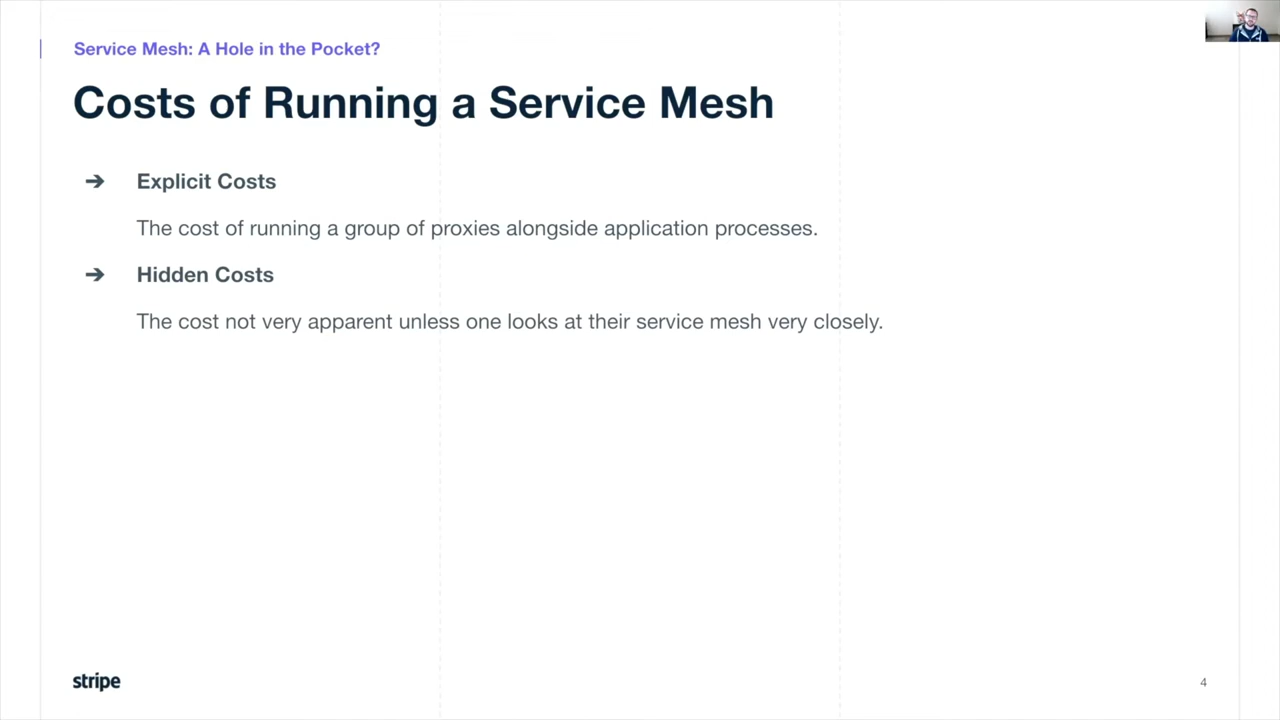 Service Mesh: A Hole in the Pocket?
Costs of Running a Service Mesh
➔ Explicit Costs
The cost of running a group of proxies alongside application processes.
➔ Hidden Costs
The cost not very apparent unless one looks at their service mesh very closely.
stripe
4